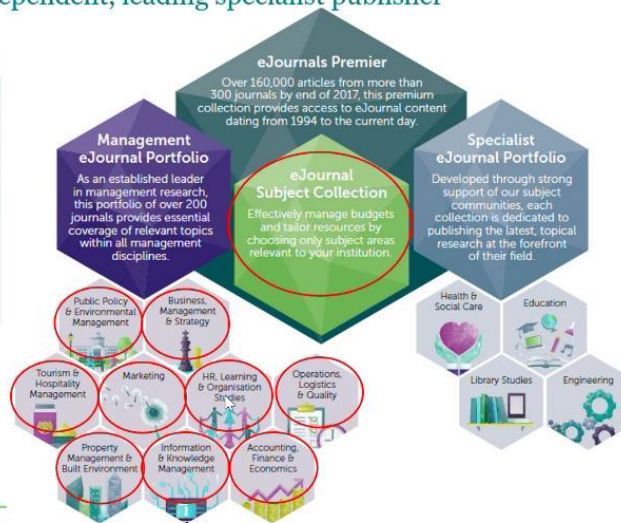 ependent, leading specialist publisher
eJournals Premier
Over 160,000 articles from more than
300 journals by end of 2017, this premium
collection provides access to eJournal content
dating from 1994 to the current day.
Management
eJournal Portfolio
As an established leader
in management research,
this portfolio of over 200
journals provides essential
coverage of relevant topics
within all management
disciplines.
eJournal
Subject Collection
Effectively manage budgets
and tailor resources by
choosing only subject areas
relevant to your institution.
Specialist
eJournal Portfolio
Developed through strong
support of our subject
communities, each
collection is dedicated to
publishing the latest, topical
research at the forefront
of their field.
Public Policy
& Environmental
Management
Business,
Management
& Strategy
Tourism &
Hospitality
Management
Marketing
HR, Learning
& Organisation
Studies
Operations,
Logistics
& Quality
Property
Management &
Built Environment
Information
& Knowledge
Management
Accounting,
Finance &
Economics
Health &
Social Care
Education
Library Studies
Engineering